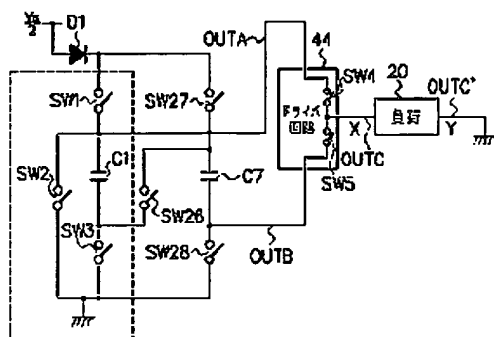 Vs/2
D1
OUTA
44
SW1
SW27
SW4
ドライバ
回路
20
負荷
OUTC'
X
Y
OUTC
SW5
SW2
C1
C7
SW26
SW3
SW28
OUTB